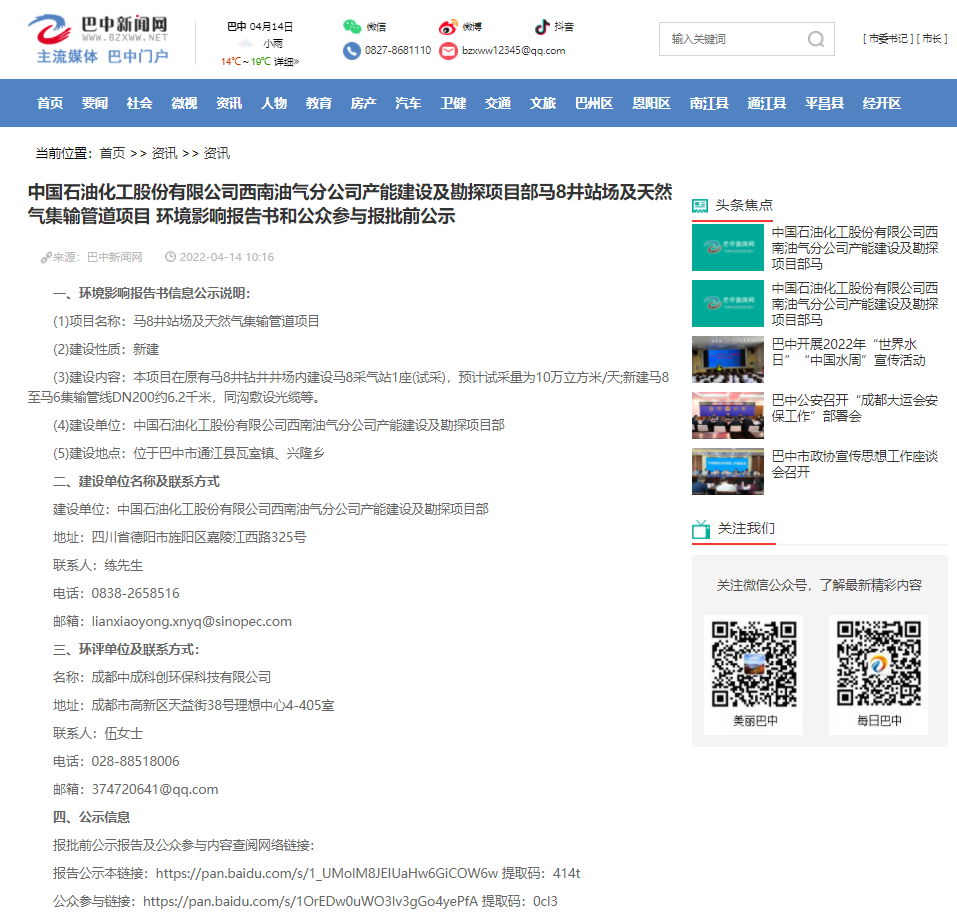 巴中新闻网
WWW.BZXWW.NET
主流媒体 巴中门户
巴中 04月14日
小雨
14℃~19℃ 详细»
微信
微博
抖音
0827-8681110
bzxww12345@qq.com
输入关键词
[ 市委书记 ] [ 市长 ]
首页 要闻 社会 微视 资讯 人物 教育 房产 汽车 卫健 交通 文旅 巴州区 恩阳区 南江县 通江县 平昌县 经开区
当前位置：首页 >> 资讯 >> 资讯
中国石油化工股份有限公司西南油气分公司产能建设及勘探项目部马8井站场及天然
气集输管道项目 环境影响报告书和公众参与报批前公示
来源：巴中新闻网 2022-04-14 10:16
一、环境影响报告书信息公示说明：
(1)项目名称：马8井站场及天然气集输管道项目
(2)建设性质：新建
(3)建设内容：本项目在原有马8井钻井井场内建设马8采气站1座(试采)，预计试采量为10万立方米/天;新建马8
至马6集输管线DN200约6.2千米，同沟敷设光缆等。
(4)建设单位：中国石油化工股份有限公司西南油气分公司产能建设及勘探项目部
(5)建设地点：位于巴中市通江县瓦室镇、兴隆乡
二、建设单位名称及联系方式
建设单位：中国石油化工股份有限公司西南油气分公司产能建设及勘探项目部
地址：四川省德阳市旌阳区嘉陵江西路325号
联系人：练先生
电话：0838-2658516
邮箱：lianxiaoyong.xnyq@sinopec.com
三、环评单位及联系方式：
名称：成都中成科创环保科技有限公司
地址：成都市高新区天益街38号理想中心4-405室
联系人：伍女士
电话：028-88518006
邮箱：374720641@qq.com
四、公示信息
报批前公示报告及公众参与内容查阅网络链接：
报告公示本链接：https://pan.baidu.com/s/1_UMolM8JEIUaHw6GiCOW6w 提取码：414t
公众参与链接：https://pan.baidu.com/s/1OrEDw0uWO3lv3gGo4yePfA 提取码：0cl3
头条焦点
巴中新闻网
中国石油化工股份有限公司西
南油气分公司产能建设及勘探
项目部马
巴中新闻网
中国石油化工股份有限公司西
南油气分公司产能建设及勘探
项目部马
巴中开展2022年“世界水
日”“中国水周”宣传活动
巴中公安召开“成都大运会安
保工作”部署会
巴中市政协宣传思想工作座谈
会召开
关注我们
关注微信公众号，了解最新精彩内容
美丽巴中
每日巴中